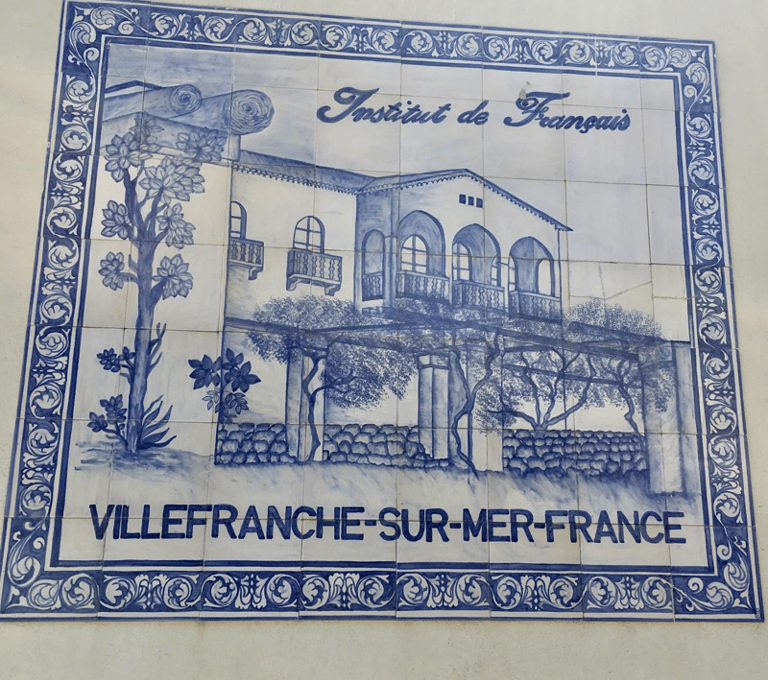 Institut de Français
VILLEFRANCHE-SUR-MER-FRANCE